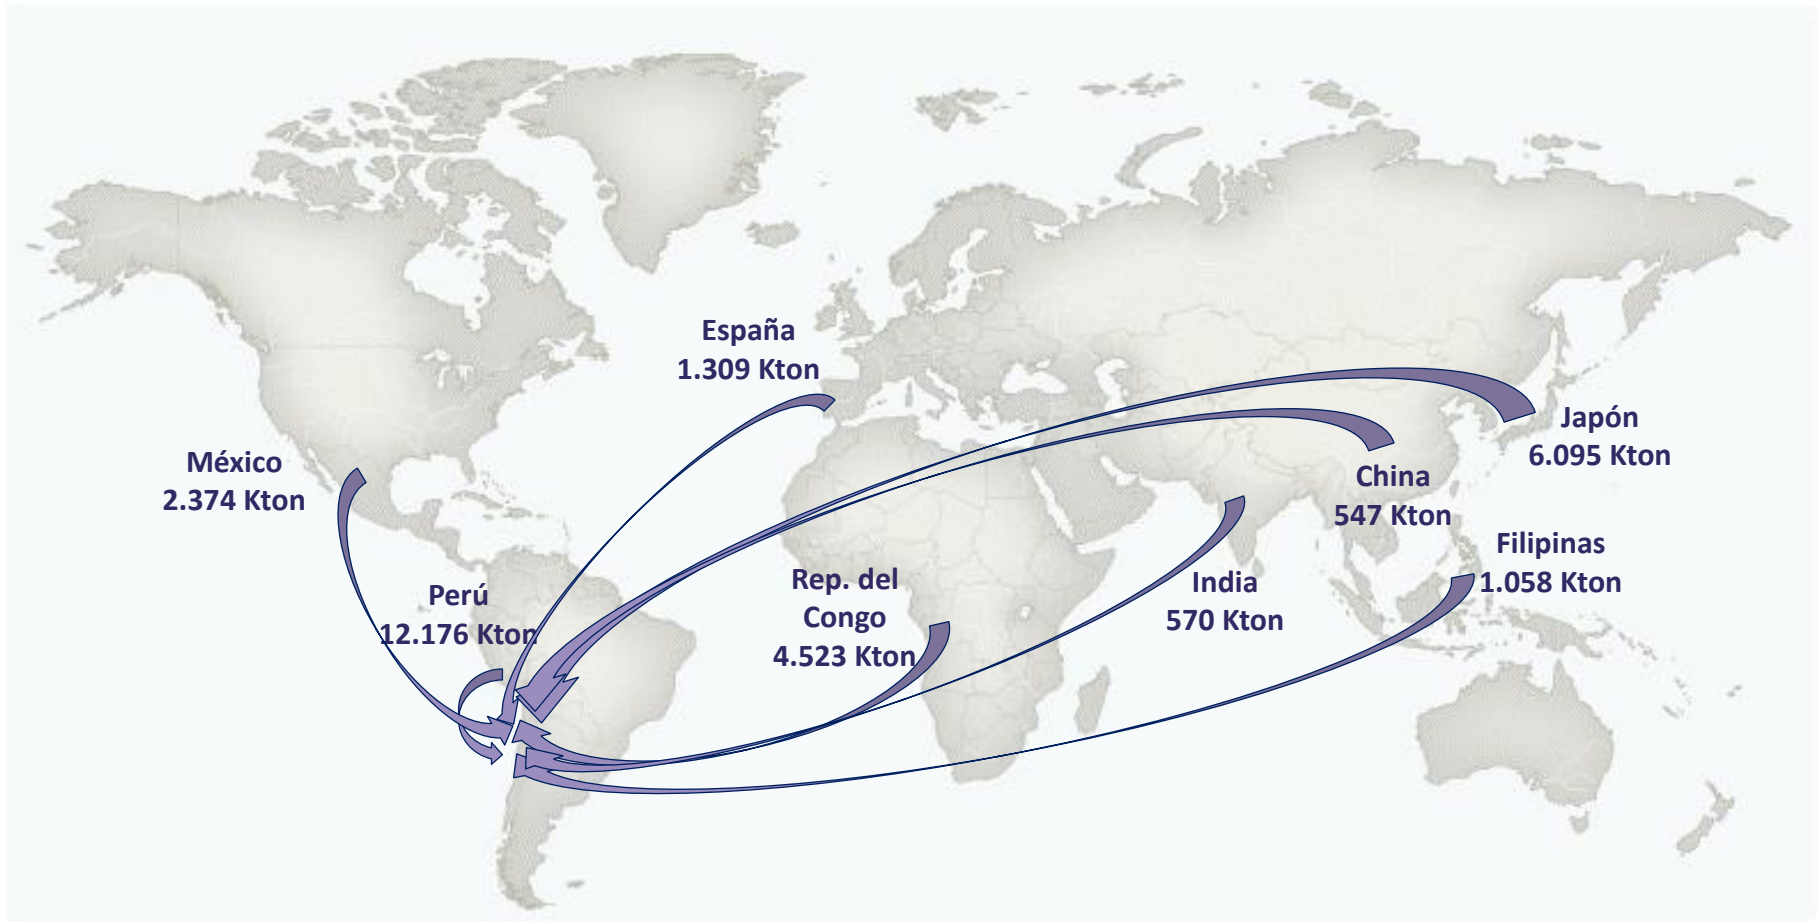 España
1.309 Kton
México
2.374 Kton
Japón
6.095 Kton
China
547 Kton
Filipinas
1.058 Kton
Perú
12.176 Kton
Rep. del
Congo
4.523 Kton
India
570 Kton